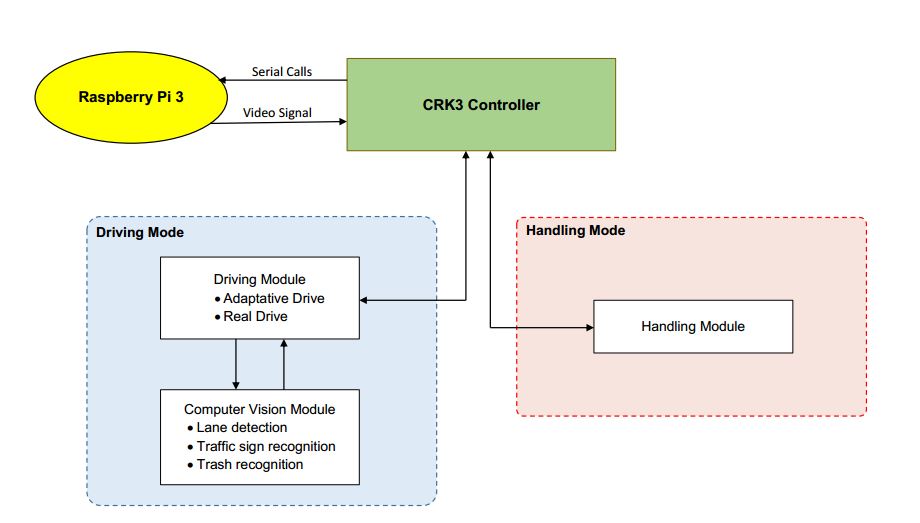 Serial Calls
Raspberry Pi 3
CRK3 Controller
Video Signal
Driving Mode
Driving Module
• Adaptative Drive
• Real Drive
Computer Vision Module
• Lane detection
• Traffic sign recognition
• Trash recognition
Handling Mode
Handling Module